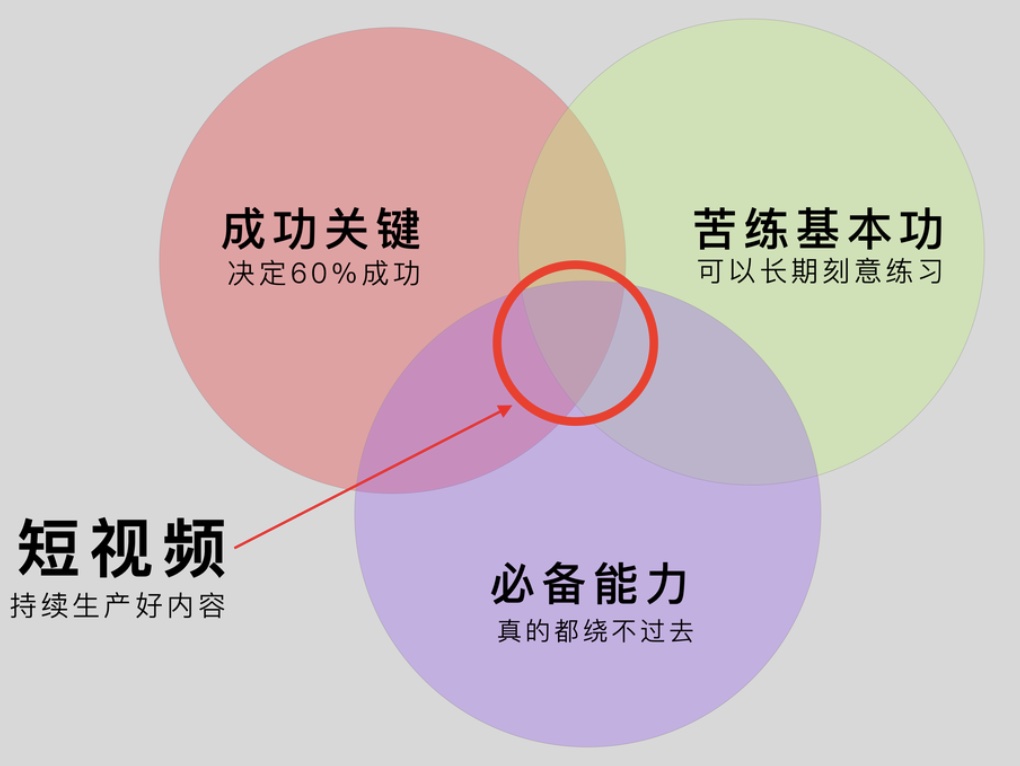 成功关键
决定60%成功
苦练基本功
可以长期刻意练习
短视频
持续生产好内容
必备能力
真的都绕不过去